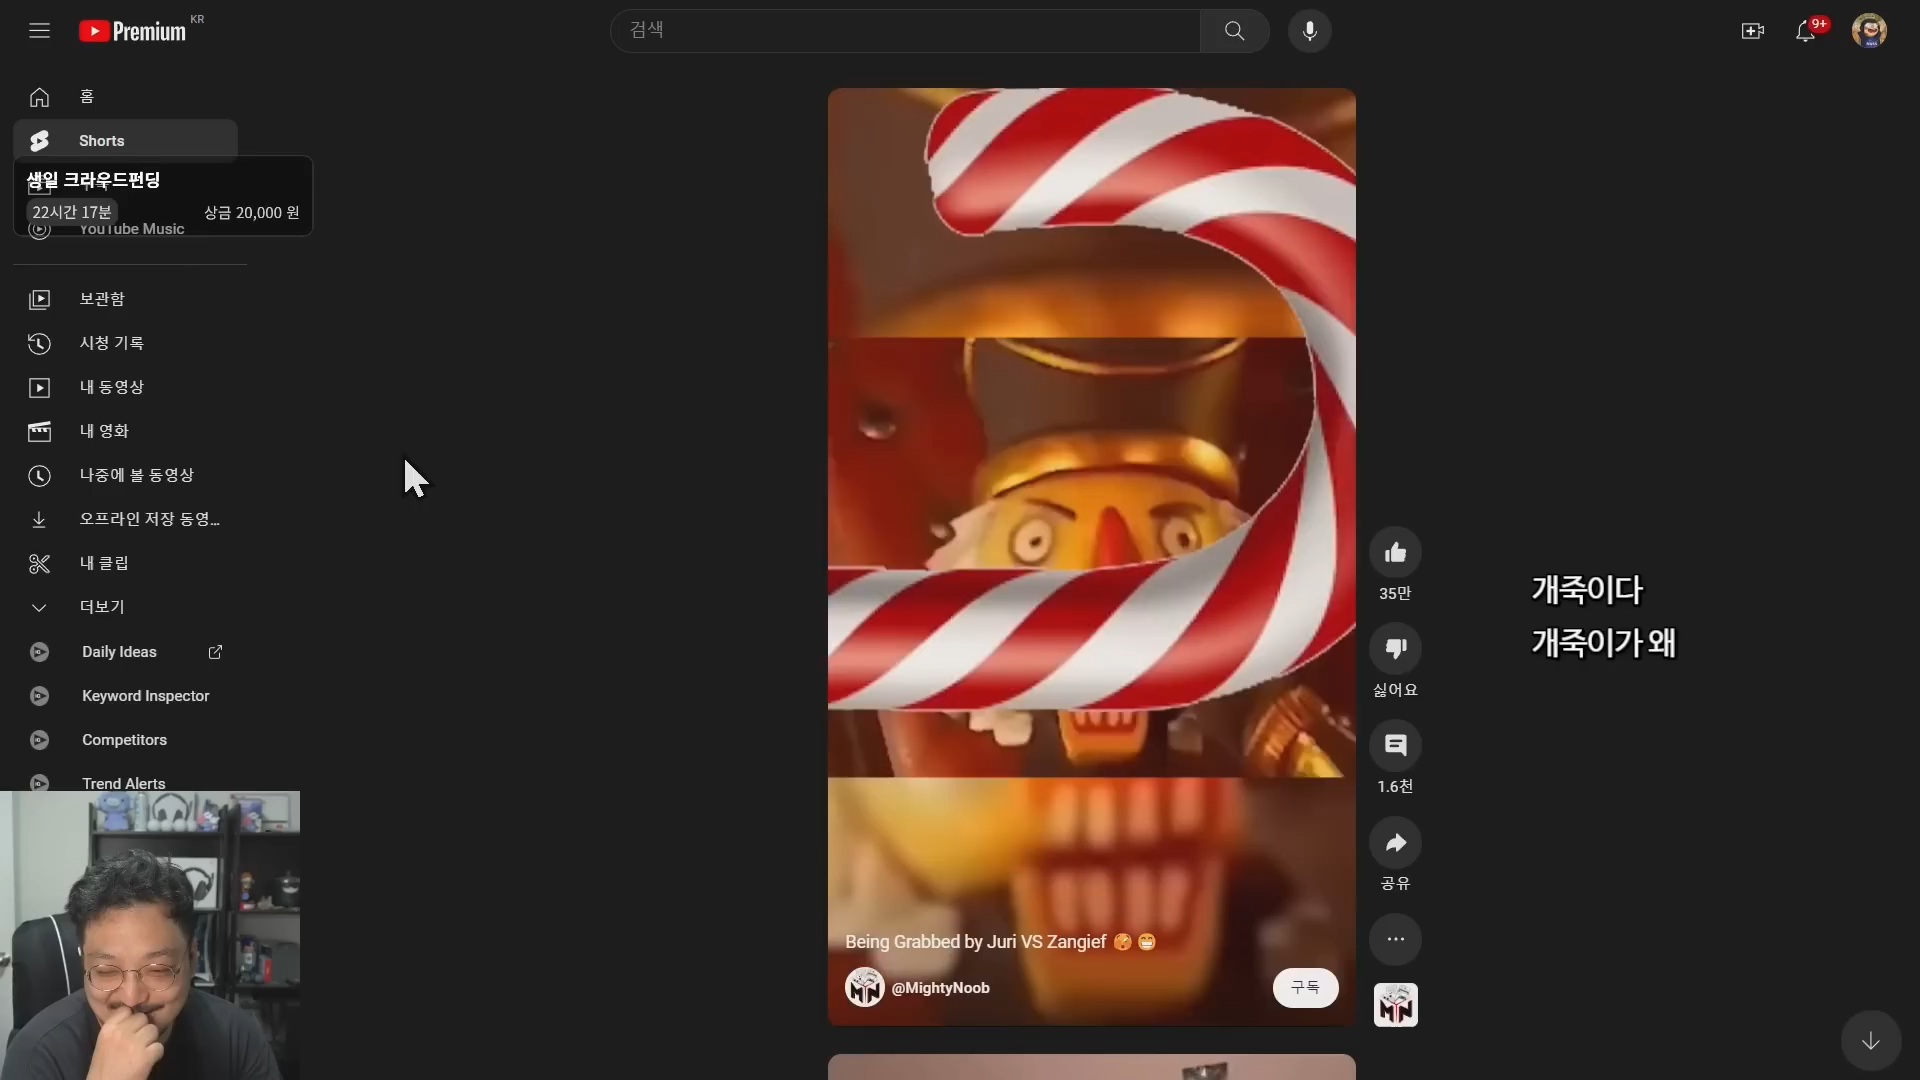 Premium KR
검색
9+
홈
Shorts
생일 크라우드펀딩
22시간 17분
상금 20,000 원
YouTube Music
보관함
시청 기록
내 동영상
내 영화
나중에 볼 동영상
오프라인 저장 동영...
내 클립
더보기
Daily Ideas
Keyword Inspector
Competitors
Trend Alerts
35만
싫어요
1.6천
공유
Being Grabbed by Juri VS Zangief
@MightyNoob
구독
개죽이다
개죽이가 왜